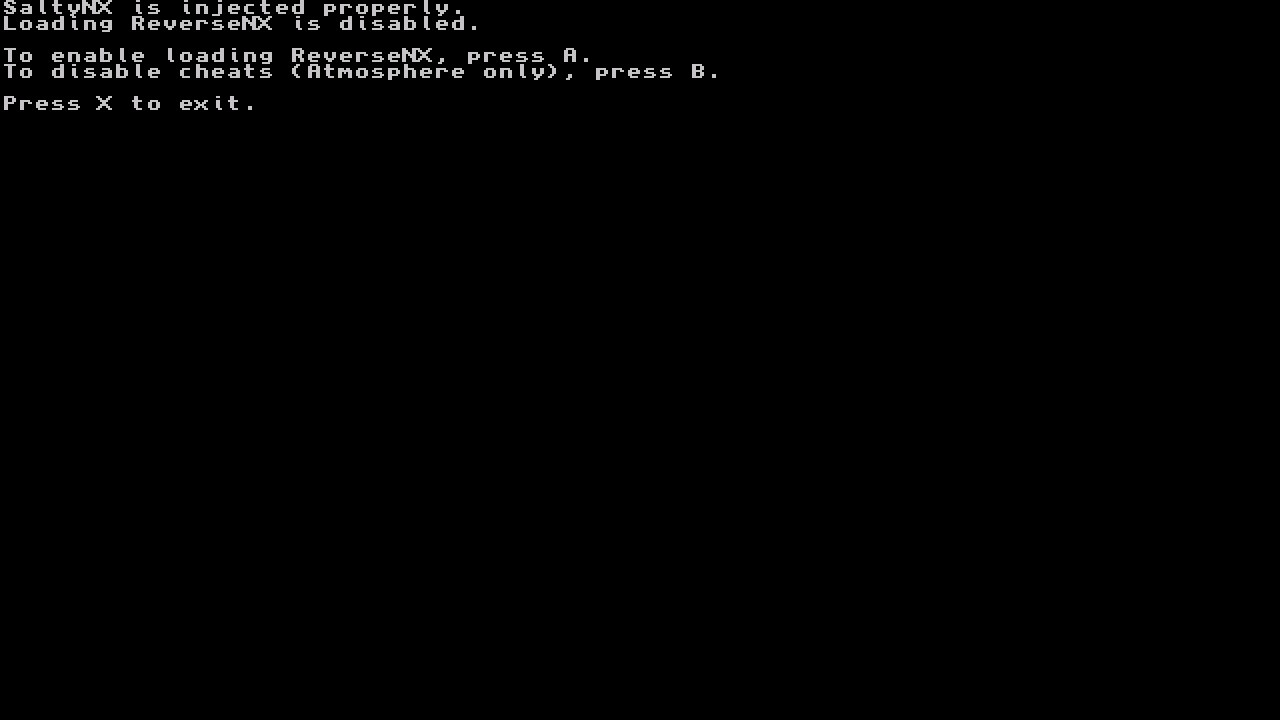 SaltyNX is injected properly.
Loading ReverseNX is disabled.
To enable loading ReverseNX, press A.
To disable cheats (Atmosphere only), press B.
Press X to exit.